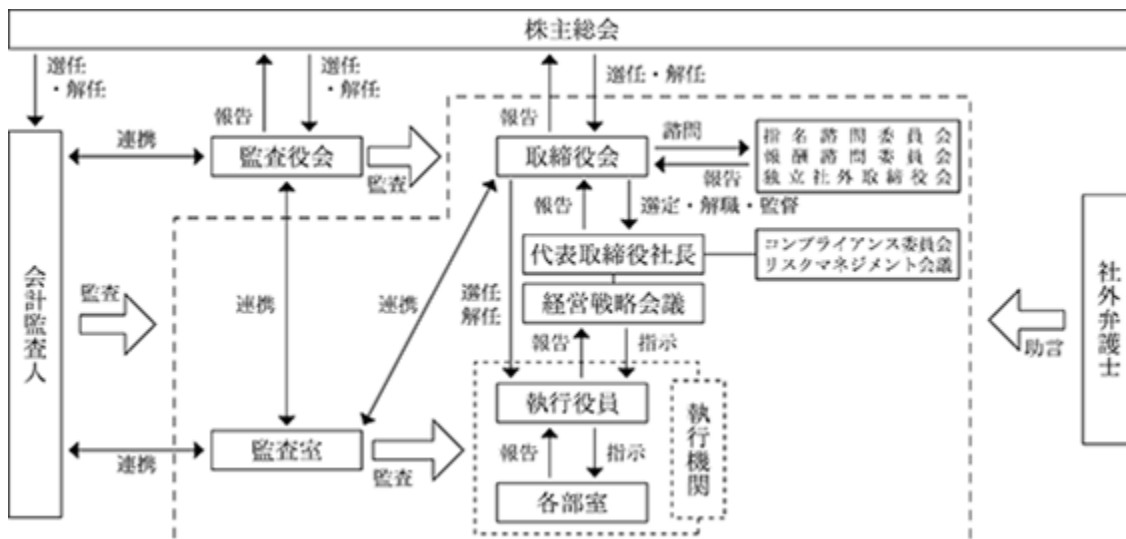 株主総会
選任
・解任
報告
選任
・解任
報告
選任・解任
連携
監査役会
監査
取締役会
諮問
報告
指名諮問委員会
報酬諮問委員会
独立社外取締役会
報告
選定・解職・監督
代表取締役社長
コンプライアンス委員会
リスクマネジメント会議
経営戦略会議
会計監査人
監査
連携
連携
選任
解任
報告
指示
社外弁護士
助言
執行役員
執行機関
報告
指示
連携
監査室
監査
各部室